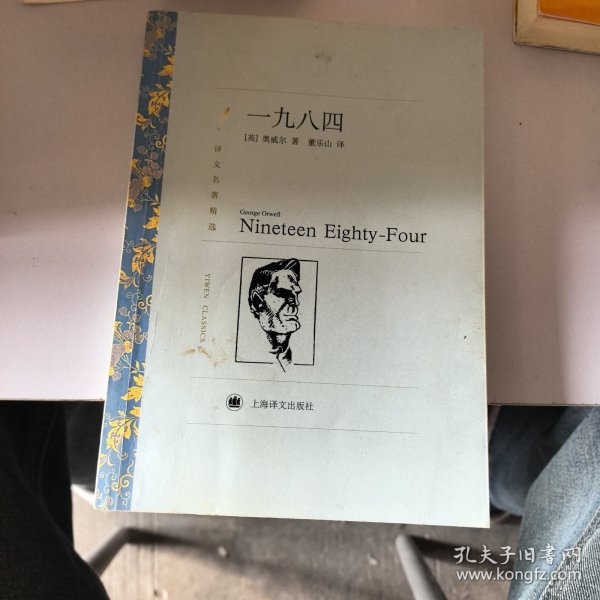 一九八四
[英] 奥威尔 著 董乐山 译
译文名著精选
YIWEN CLASSICS
George Orwell
Nineteen Eighty-Four
上海译文出版社
孔夫子旧书网
www.kongfz.com